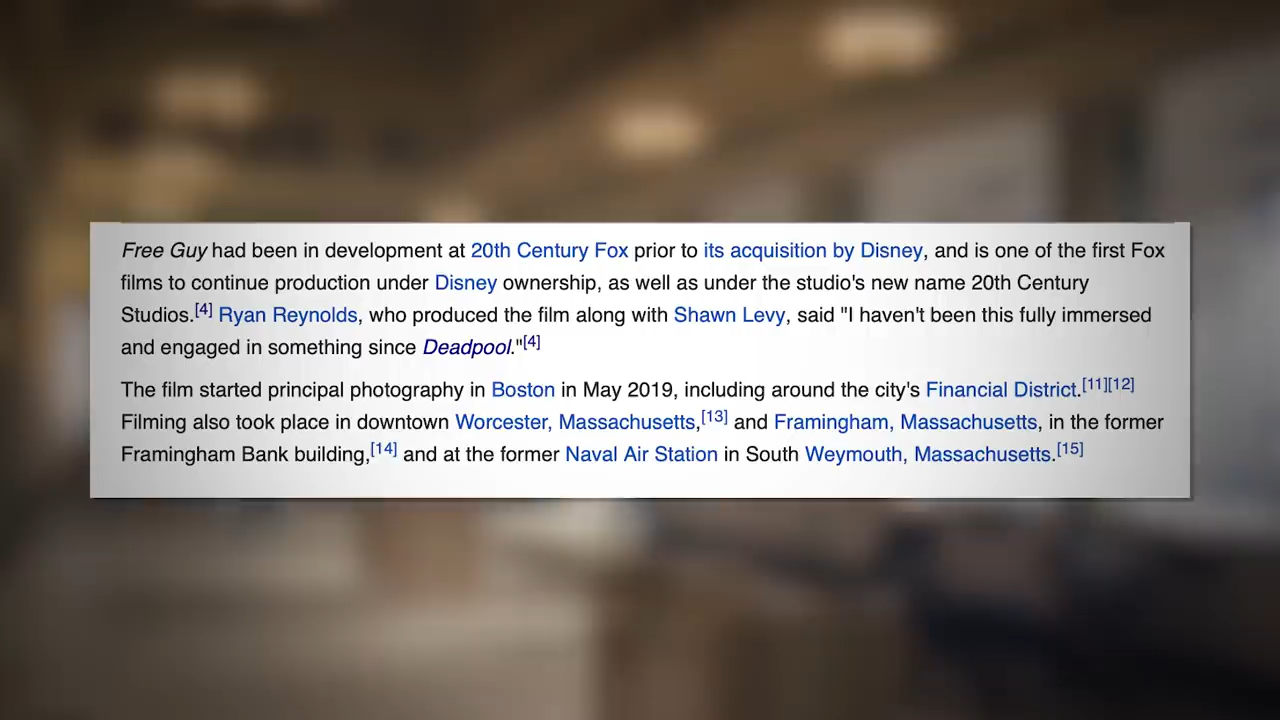 Free Guy had been in development at 20th Century Fox prior to its acquisition by Disney, and is one of the first Fox
films to continue production under Disney ownership, as well as under the studio's new name 20th Century
Studios.[4] Ryan Reynolds, who produced the film along with Shawn Levy, said "I haven't been this fully immersed
and engaged in something since Deadpool."[4]
The film started principal photography in Boston in May 2019, including around the city's Financial District.[11][12]
Filming also took place in downtown Worcester, Massachusetts,[13] and Framingham, Massachusetts, in the former
Framingham Bank building,[14] and at the former Naval Air Station in South Weymouth, Massachusetts.[15]